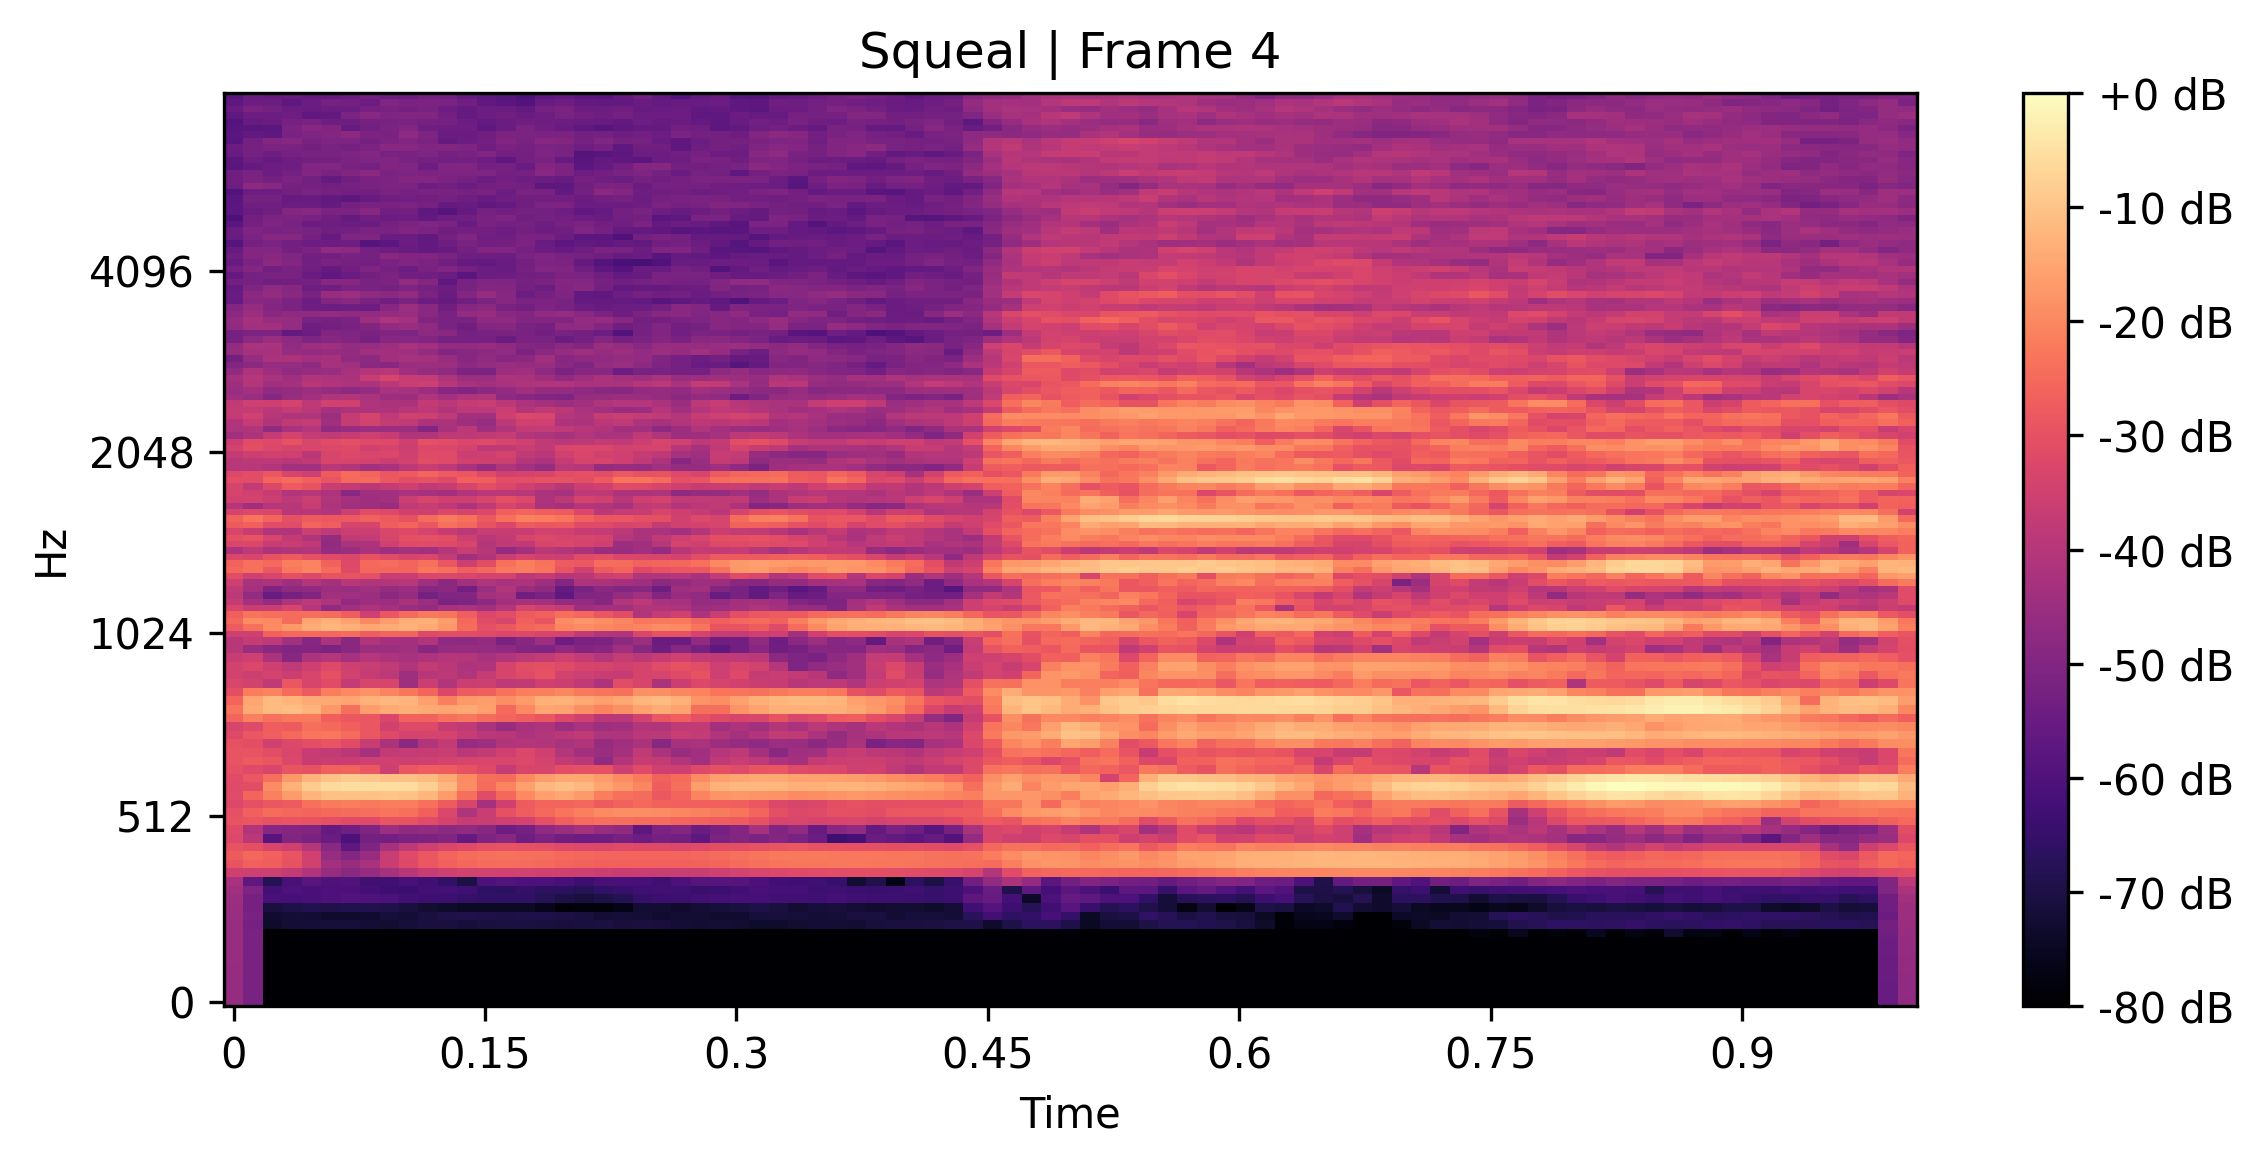 Squeal | Frame 4
+0 dB
-10 dB
-20 dB
-30 dB
-40 dB
-50 dB
-60 dB
-70 dB
-80 dB
Hz
4096
2048
1024
512
0
0 0.15 0.3 0.45 0.6 0.75 0.9
Time